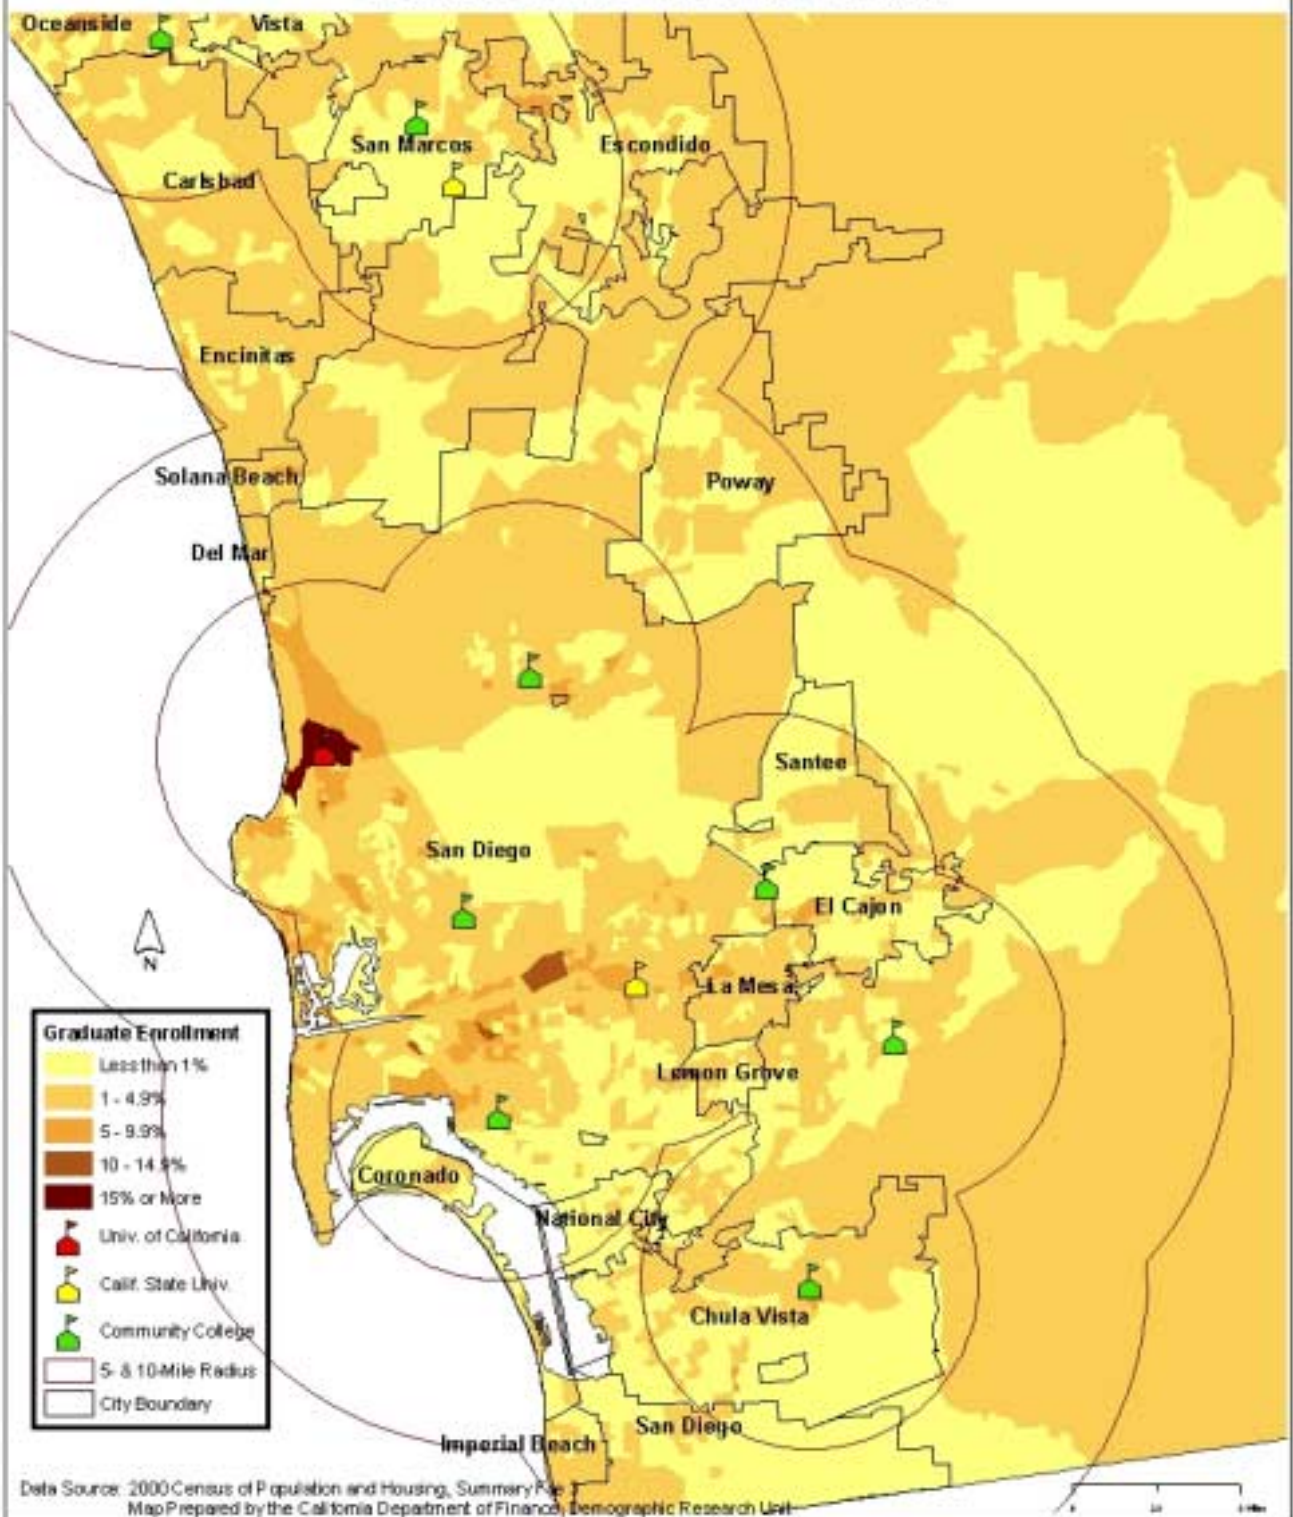 Oceanside
Vista
San Marcos
Escondido
Carlsbad
Encinitas
Solana Beach
Poway
Del Mar
Santee
San Diego
El Cajon
N
La Mesa
Lemon Grove
Coronado
National City
Chula Vista
San Diego
Imperial Beach
Graduate Enrollment
Less than 1%
1 - 4.9%
5 - 9.9%
10 - 14.9%
15% or More
Univ. of California
Calif. State Univ.
Community College
5- & 10-Mile Radius
City Boundary
Data Source: 2000 Census of Population and Housing, Summary File 3
Map Prepared by the California Department of Finance, Demographic Research Unit